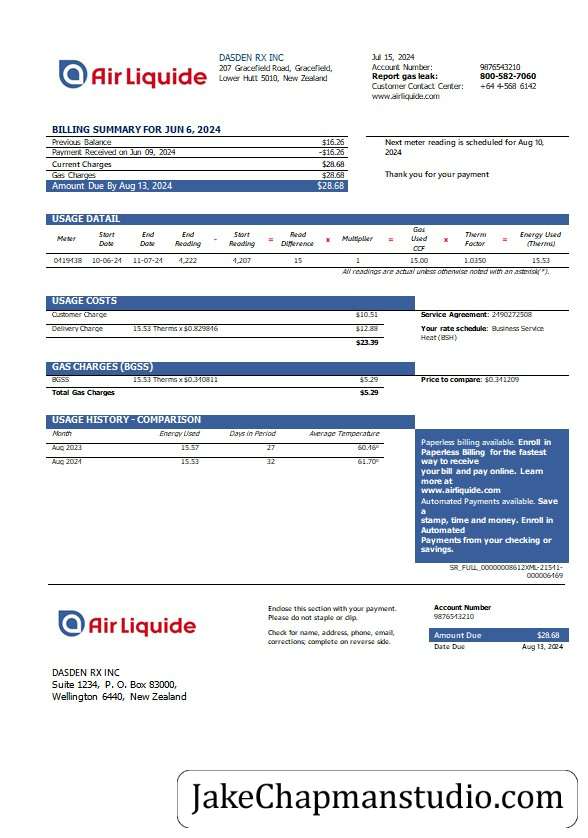 Air Liquide
DASDEN RX INC
207 Gracefield Road, Gracefield,
Lower Hutt 5010, New Zealand
Jul 15, 2024
Account Number: 9876543210
Report gas leak: 800-582-7060
Customer Contact Center: +64 4-568 6142
www.airliquide.com
BILLING SUMMARY FOR JUN 6, 2024
Previous Balance $16.26
Payment Received on Jun 09, 2024 -$16.26
Current Charges $28.68
Gas Charges $28.68
Amount Due By Aug 13, 2024 $28.68
Next meter reading is scheduled for Aug 10,
2024
Thank you for your payment
USAGE DATAIL
Meter Start Date End Date End Reading - Start Reading = Read Difference x Multiplier = Gas Used CCF x Therm Factor = Energy Used (Therms)
0419438 10-06-24 11-07-24 4,222 4,207 15 1 15.00 1.0350 15.53
All readings are actual unless otherwise noted with an asterisk(*).
USAGE COSTS
Customer Charge $10.51
Delivery Charge 15.53 Therms x $0.829846 $12.88
$23.39
Service Agreement: 2490272508
Your rate schedule: Business Service
Heat (BSH)
GAS CHARGES (BGSS)
BGSS 15.53 Therms x $0.340811 $5.29
Total Gas Charges $5.29
Price to compare: $0.341209
USAGE HISTORY - COMPARISON
Month Energy Used Days in Period Average Temperature
Aug 2023 15.57 27 60.46º
Aug 2024 15.53 32 61.70º
Paperless billing available. Enroll in
Paperless Billing for the fastest
way to receive
your bill and pay online. Learn
more at
www.airliquide.com
Automated Payments available. Save
a
stamp, time and money. Enroll in
Automated
Payments from your checking or
savings.
SR_FULL_00000008612XML-21541-
000006469
Air Liquide
Enclose this section with your payment.
Please do not staple or clip.
Check for name, address, phone, email,
corrections; complete on reverse side.
Account Number
9876543210
Amount Due $28.68
Date Due Aug 13, 2024
DASDEN RX INC
Suite 1234, P. O. Box 83000,
Wellington 6440, New Zealand
JakeChapmanstudio.com